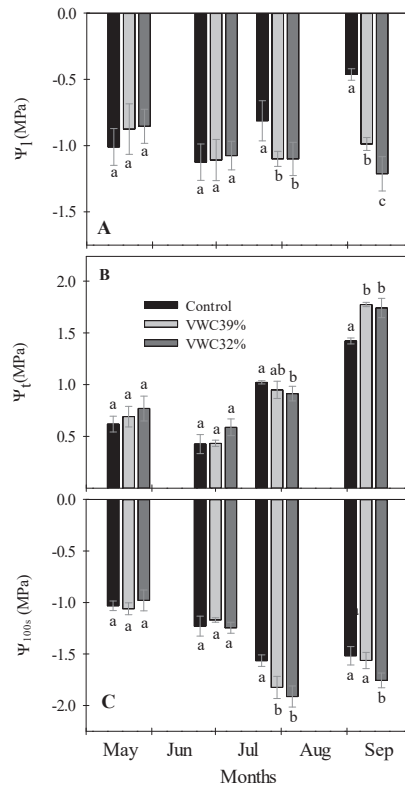 0.0
-0.5
-1.0
-1.5
Ψl(MPa)
a a a
a a a
a b b
a b c
A
B
Control
VWC39%
VWC32%
2.0
1.5
1.0
0.5
Ψt(MPa)
a a a
a a a
a ab b
a b b
0.0
-0.5
-1.0
-1.5
-2.0
Ψ100s (MPa)
a a a
a a a
a b b
a a b
C
May Jun Jul Aug Sep
Months